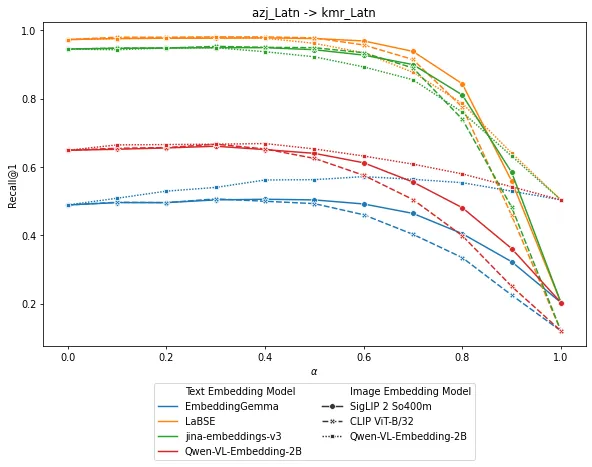 azj_Latn -> kmr_Latn
Recall@1
1.0
0.8
0.6
0.4
0.2
0.0 0.2 0.4 0.6 0.8 1.0
α
Text Embedding Model
EmbeddingGemma
LaBSE
jina-embeddings-v3
Qwen-VL-Embedding-2B
Image Embedding Model
SigLIP 2 So400m
CLIP ViT-B/32
Qwen-VL-Embedding-2B